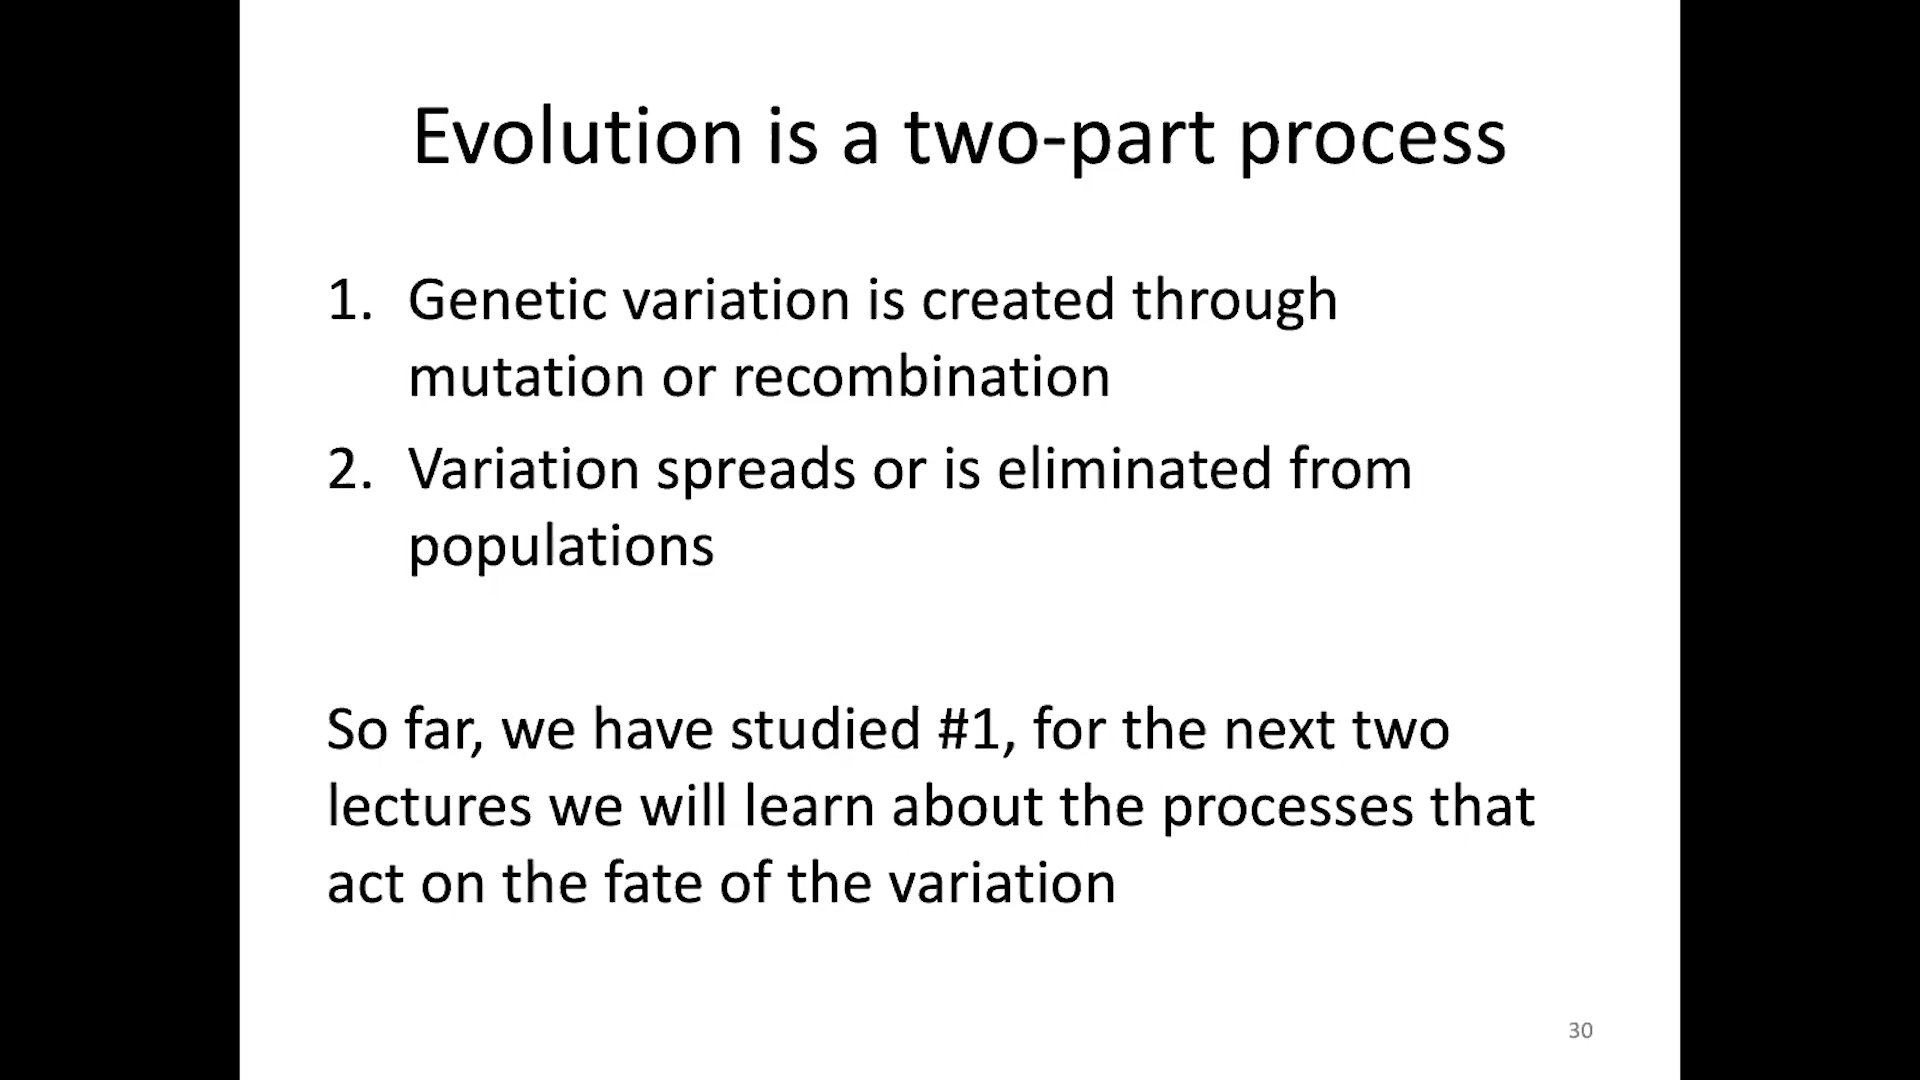 Evolution is a two-part process
1. Genetic variation is created through
mutation or recombination
2. Variation spreads or is eliminated from
populations
So far, we have studied #1, for the next two
lectures we will learn about the processes that
act on the fate of the variation
30